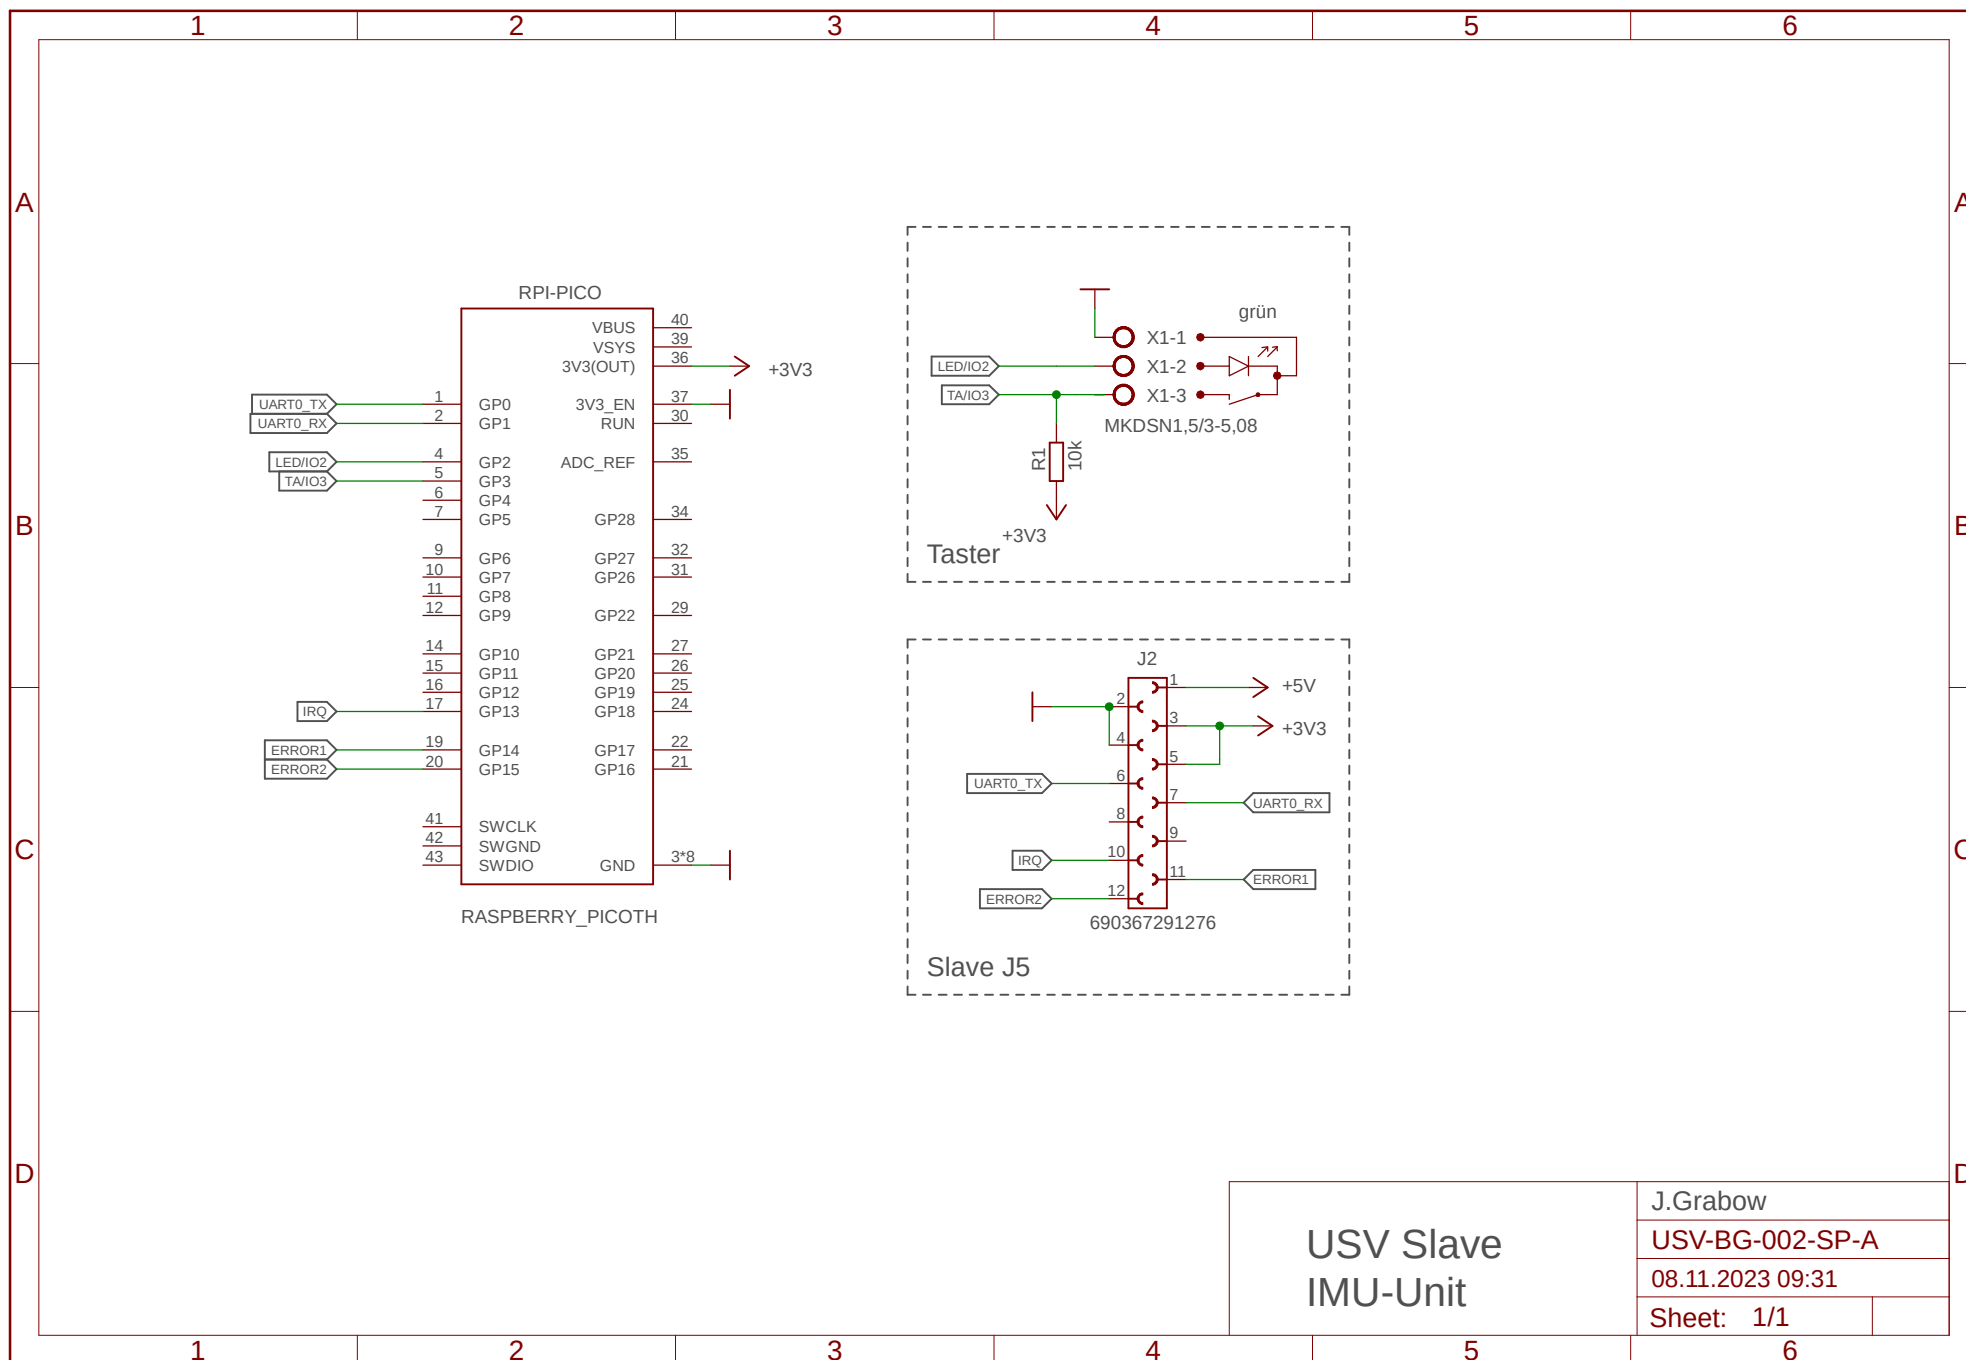 1 2 3 4 5 6
A A
B B
C C
D D
RPI-PICO
VBUS 40
VSYS 39
3V3(OUT) 36 +3V3
UART0_TX 1 GP0 3V3_EN 37
UART0_RX 2 GP1 RUN 30
LED/IO2 4 GP2 ADC_REF 35
TA/IO3 5 GP3
6 GP4
7 GP5 GP28 34
9 GP6 GP27 32
10 GP7 GP26 31
11 GP8
12 GP9 GP22 29
14 GP10 GP21 27
15 GP11 GP20 26
16 GP12 GP19 25
IRQ 17 GP13 GP18 24
ERROR1 19 GP14 GP17 22
ERROR2 20 GP15 GP16 21
41 SWCLK
42 SWGND
43 SWDIO GND 3*8
RASPBERRY_PICOTH
grün
X1-1
LED/IO2 X1-2
TA/IO3 X1-3
MKDSN1,5/3-5,08
R1 10k
+3V3
Taster
J2
1 +5V
2
3 +3V3
4
5
UART0_TX 6
7 UART0_RX
8
9
IRQ 10
11 ERROR1
ERROR2 12
690367291276
Slave J5
USV Slave
IMU-Unit
J.Grabow
USV-BG-002-SP-A
08.11.2023 09:31
Sheet: 1/1
1 2 3 4 5 6